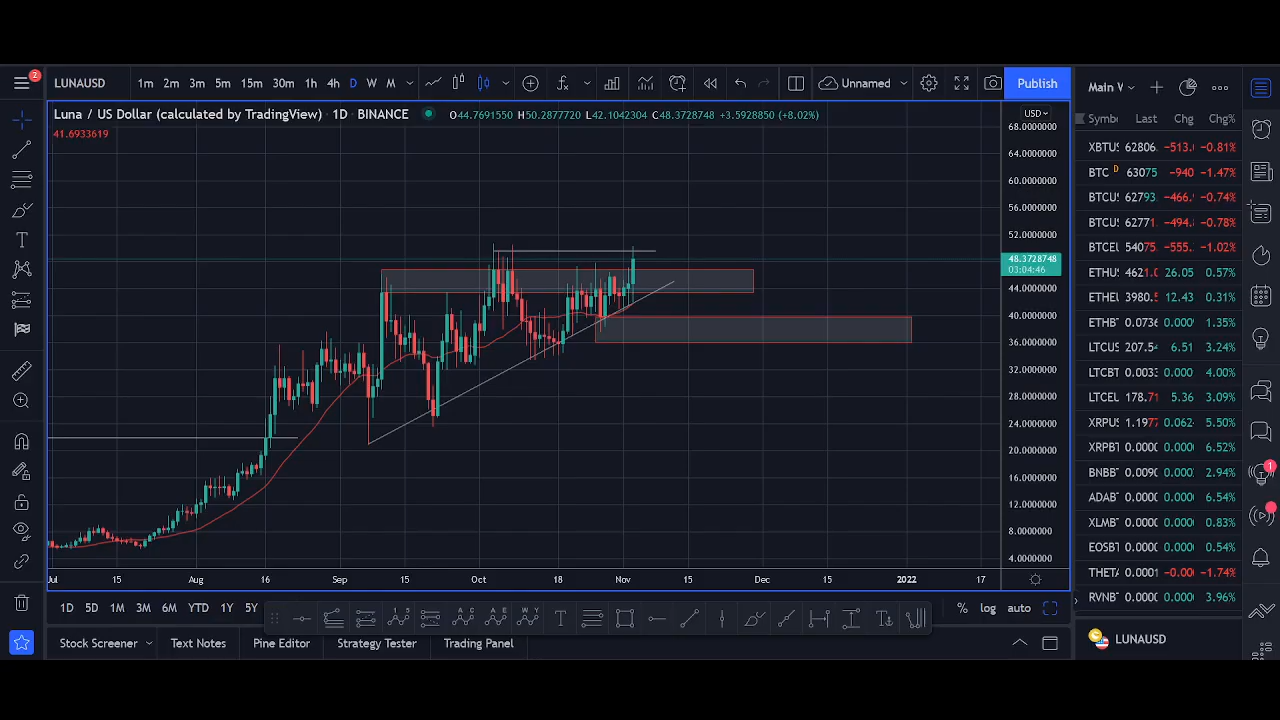 2
LUNAUSD 1m 2m 3m 5m 15m 30m 1h 4h D W M Unnamed Publish
Main V
Luna / US Dollar (calculated by TradingView) · 1D · BINANCE O44.7691550 H50.2877720 L42.1042304 C48.3728748 +3.5928850 (+8.02%)
41.6933619
USD
68.0000000
64.0000000
60.0000000
56.0000000
52.0000000
48.3728748
03:04:46
44.0000000
40.0000000
36.0000000
32.0000000
28.0000000
24.0000000
20.0000000
16.0000000
12.0000000
8.0000000
4.0000000
Jul 15 Aug 16 Sep 15 Oct 18 Nov 15 Dec 15 2022 17
Symb Last Chg Chg%
XBTUS 62806. −513. −0.81%
BTC D 63075 −940 −1.47%
BTCUS 62793. −466. −0.74%
BTCUS 62771. −494. −0.78%
BTCEU 54075. −555. −1.02%
ETHUS 4621.0 26.05 0.57%
ETHEU 3980. 12.43 0.31%
ETHB 0.0736 0.000 1.35%
LTCUS 207.54 6.51 3.24%
LTCBT 0.0033 0.000 4.00%
LTCEU 178.71 5.36 3.09%
XRPUS 1.1977 0.062 5.50%
XRPB 0.0000 0.000 6.52%
BNBB 0.0090 0.000 2.94%
ADAB 0.0000 0.000 6.54%
XLMB 0.0000 0.000 0.83%
EOSB 0.0000 0.000 0.54%
THETA 0.0001 −0.00 −1.74%
RVNB 0.0000 0.000 3.96%
1
1D 5D 1M 3M 6M YTD 1Y 5Y % log auto
Stock Screener Text Notes Pine Editor Strategy Tester Trading Panel
LUNAUSD